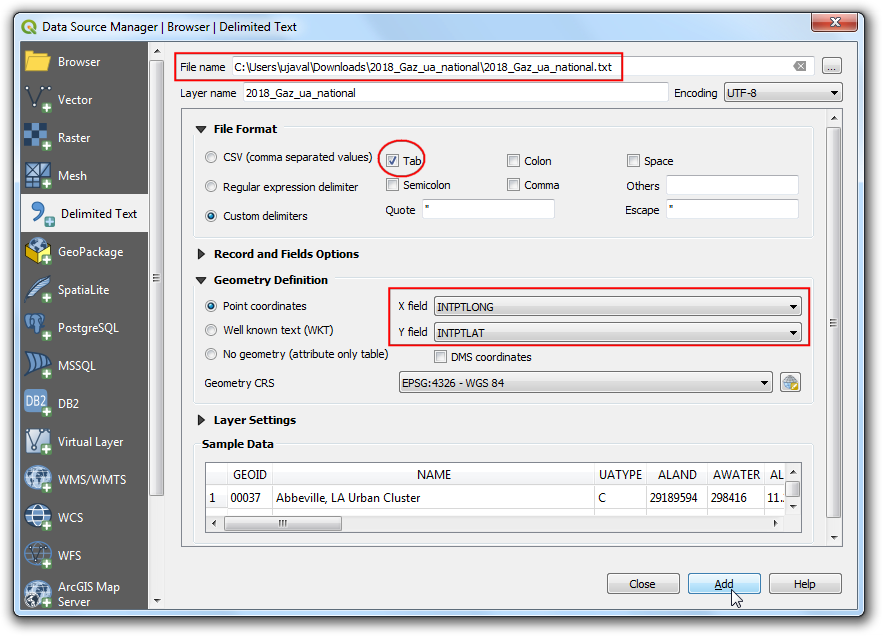 Data Source Manager | Browser | Delimited Text
Browser
Vector
Raster
Mesh
Delimited Text
GeoPackage
SpatiaLite
PostgreSQL
MSSQL
DB2
DB2
Virtual Layer
WMS/WMTS
WCS
WFS
ArcGIS Map
Server
File name C:\Users\ujaval\Downloads\2018_Gaz_ua_national\2018_Gaz_ua_national.txt ...
Layer name 2018_Gaz_ua_national Encoding UTF-8
File Format
CSV (comma separated values) Tab Colon Space
Regular expression delimiter Semicolon Comma Others
Custom delimiters Quote " Escape "
Record and Fields Options
Geometry Definition
Point coordinates X field INTPTLONG
Well known text (WKT) Y field INTPTLAT
No geometry (attribute only table) DMS coordinates
Geometry CRS EPSG:4326 - WGS 84
Layer Settings
Sample Data
GEOID NAME UATYPE ALAND AWATER AL
1 00037 Abbeville, LA Urban Cluster C 29189594 298416 11.
Close Add Help